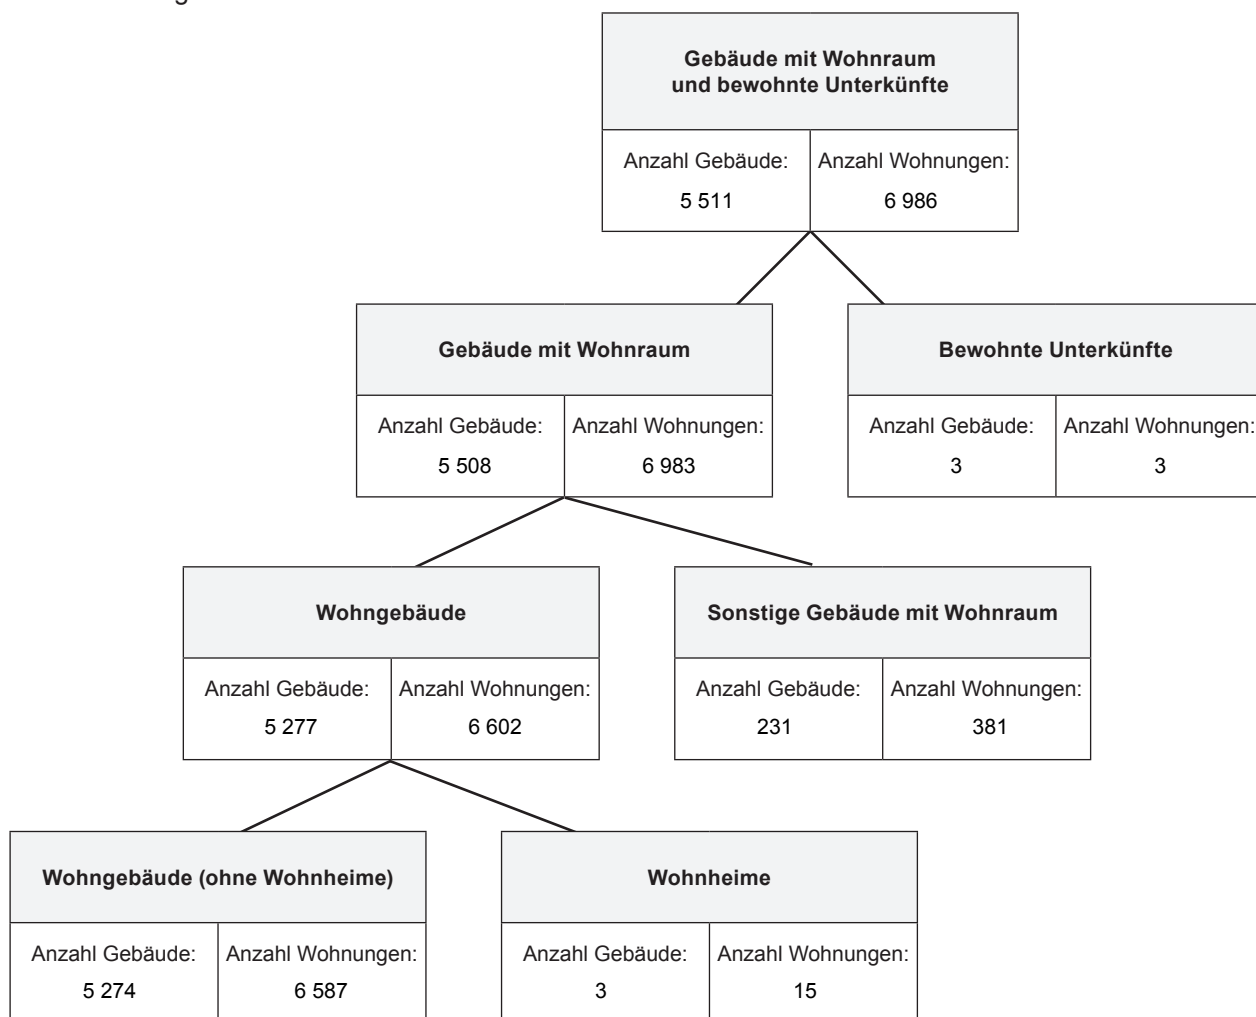 Gebäude mit Wohnraum
und bewohnte Unterkünfte
Anzahl Gebäude: Anzahl Wohnungen:
5 511 6 986
Gebäude mit Wohnraum Bewohnte Unterkünfte
Anzahl Gebäude: Anzahl Wohnungen: Anzahl Gebäude: Anzahl Wohnungen:
5 508 6 983 3 3
Wohngebäude Sonstige Gebäude mit Wohnraum
Anzahl Gebäude: Anzahl Wohnungen: Anzahl Gebäude: Anzahl Wohnungen:
5 277 6 602 231 381
Wohngebäude (ohne Wohnheime) Wohnheime
Anzahl Gebäude: Anzahl Wohnungen: Anzahl Gebäude: Anzahl Wohnungen:
5 274 6 587 3 15